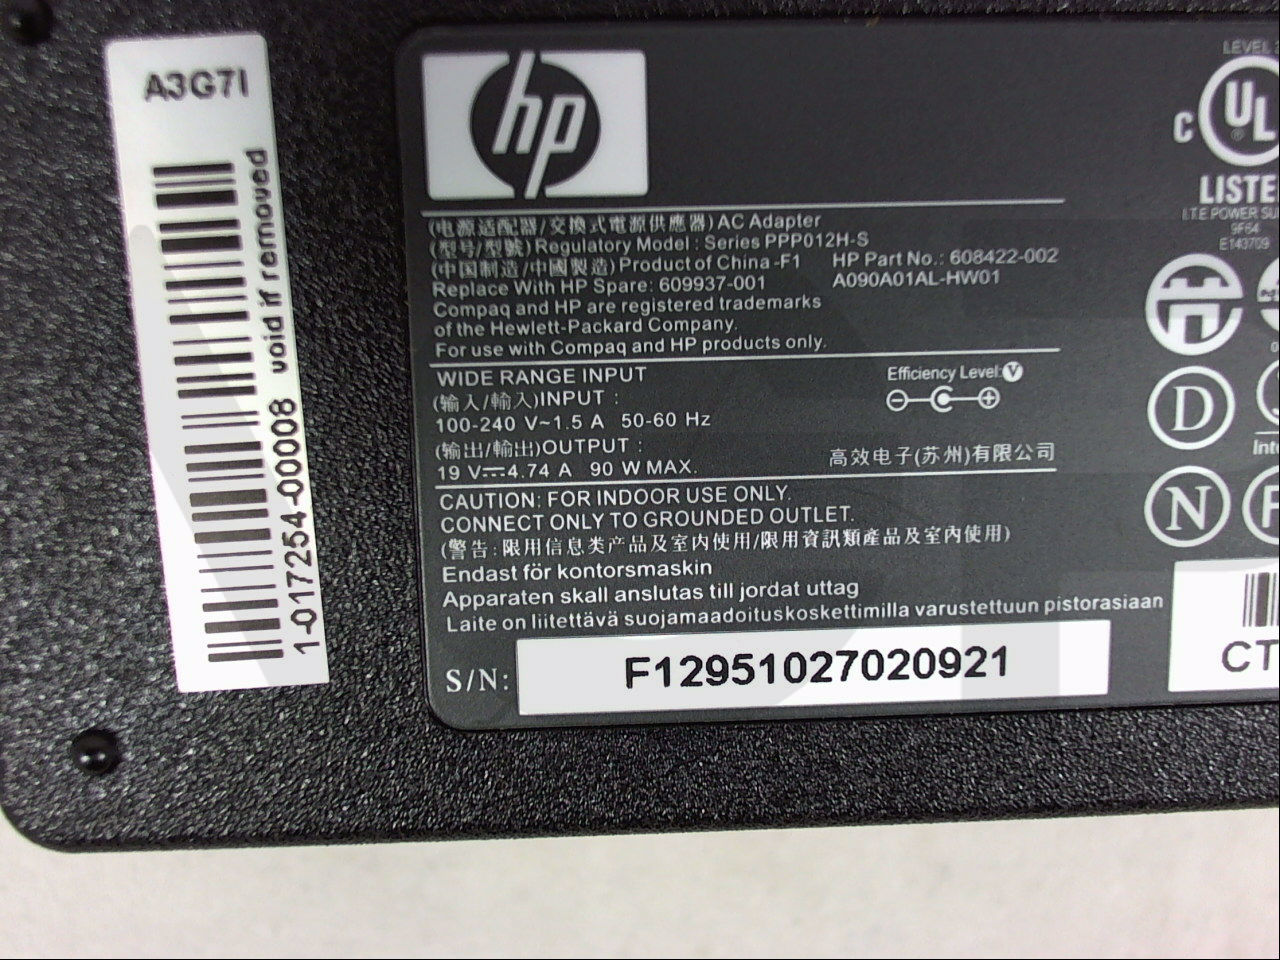 A3G7I
void if removed
1-017254-00008
hp
(电源适配器/交換式電源供應器) AC Adapter
(型号/型號) Regulatory Model : Series PPP012H-S
(中国制造/中國製造) Product of China -F1 HP Part No.: 608422-002
Replace With HP Spare: 609937-001 A090A01AL-HW01
Compaq and HP are registered trademarks
of the Hewlett-Packard Company.
For use with Compaq and HP products only.
WIDE RANGE INPUT
Efficiency Level: V
(输入/輸入)INPUT :
100-240 V~1.5 A 50-60 Hz
(输出/輸出)OUTPUT :
19 V⎓4.74 A 90 W MAX.
高效电子(苏州)有限公司
CAUTION: FOR INDOOR USE ONLY.
CONNECT ONLY TO GROUNDED OUTLET.
(警告: 限用信息类产品及室内使用/限用資訊類產品及室內使用)
Endast för kontorsmaskin
Apparaten skall anslutas till jordat uttag
Laite on liitettävä suojamaadoituskoskettimilla varustettuun pistorasiaan
S/N: F12951027020921
LEVEL
C UL
®
LISTE
I.T.E POWER SU
9F64
E143709
D
N
F
Int
CT